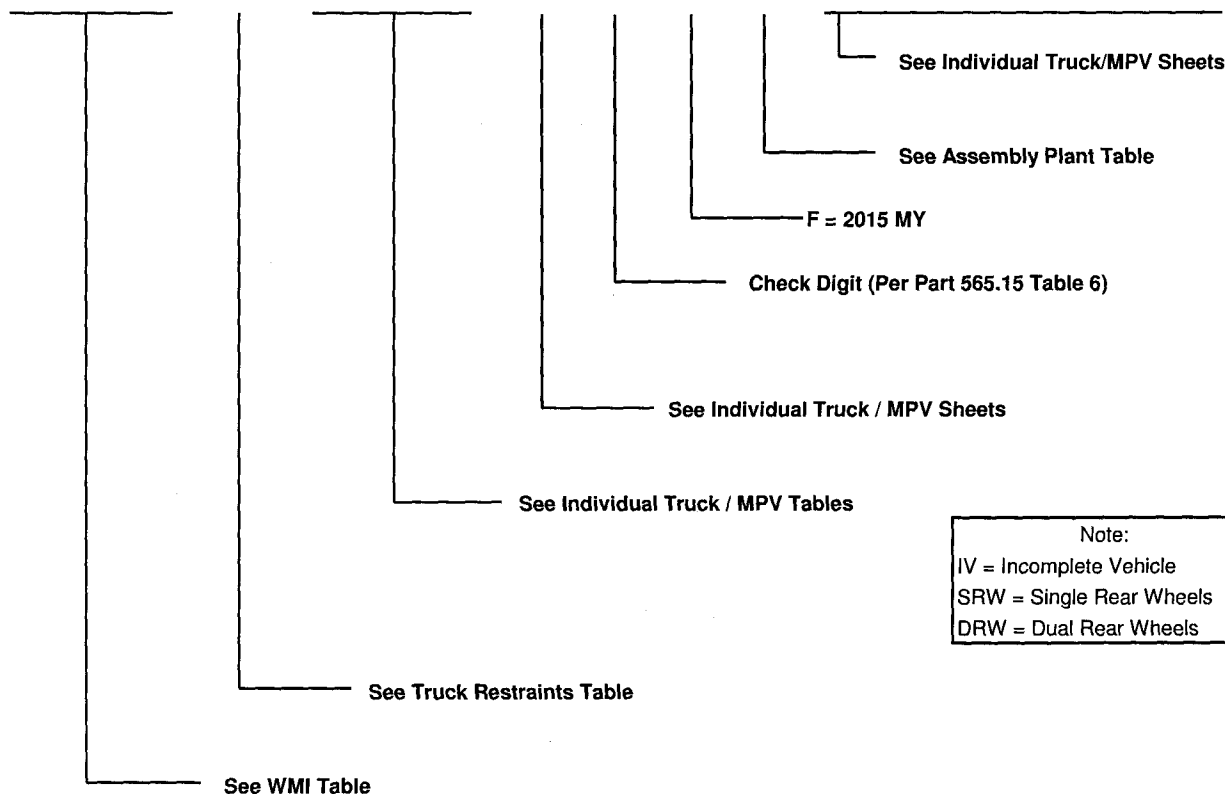 See Individual Truck/MPV Sheets
See Assembly Plant Table
F = 2015 MY
Check Digit (Per Part 565.15 Table 6)
See Individual Truck / MPV Sheets
See Individual Truck / MPV Tables
Note:
IV = Incomplete Vehicle
SRW = Single Rear Wheels
DRW = Dual Rear Wheels
See Truck Restraints Table
See WMI Table